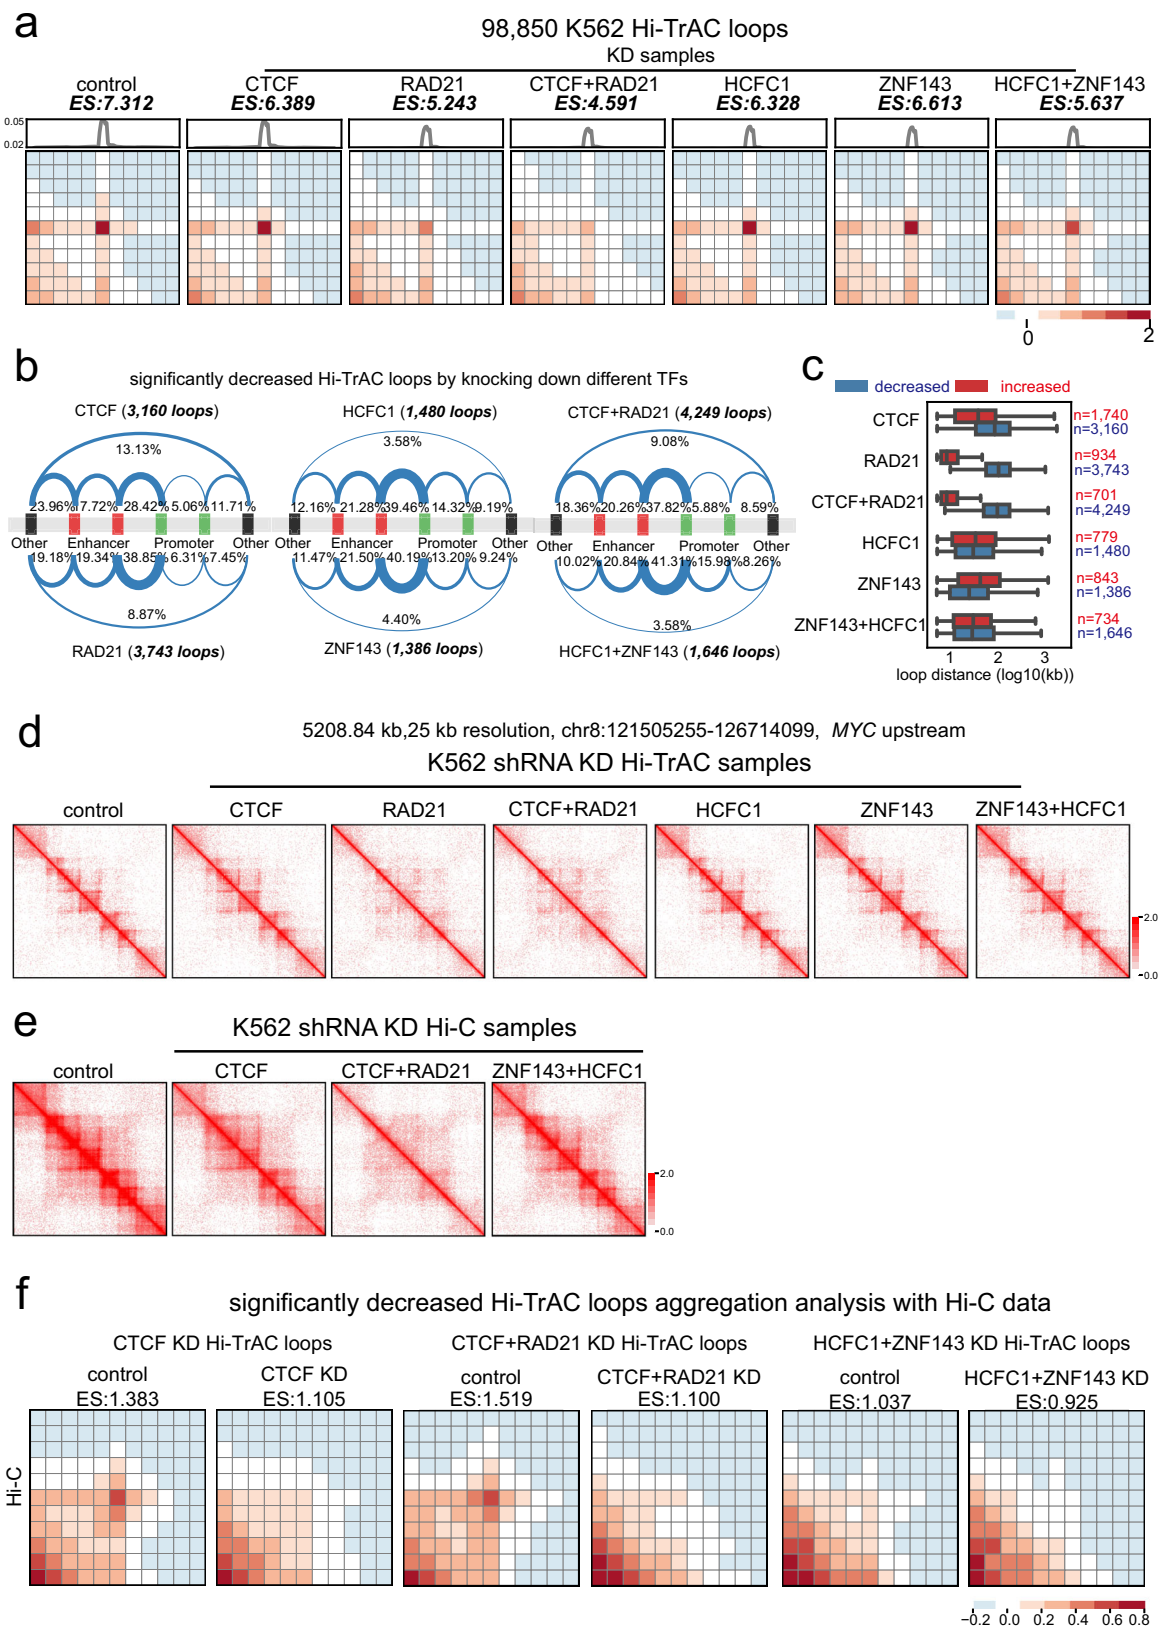 a
98,850 K562 Hi-TrAC loops
KD samples
control CTCF RAD21 CTCF+RAD21 HCFC1 ZNF143 HCFC1+ZNF143
ES:7.312 ES:6.389 ES:5.243 ES:4.591 ES:6.328 ES:6.613 ES:5.637
0.05
0.02
0 2
b
significantly decreased Hi-TrAC loops by knocking down different TFs
CTCF (3,160 loops) HCFC1 (1,480 loops) CTCF+RAD21 (4,249 loops)
13.13% 3.58% 9.08%
23.96% 7.72% 28.42% 5.06% 11.71% 12.16% 21.28% 39.46% 14.32% 9.19% 18.36% 20.26% 37.82% 5.88% 8.59%
Other Enhancer Promoter Other Other Enhancer Promoter Other Other Enhancer Promoter Other
19.18% 19.34% 38.85% 6.31% 7.45% 11.47% 21.50% 40.19% 13.20% 9.24% 10.02% 20.84% 41.31% 15.98% 8.26%
8.87% 4.40% 3.58%
RAD21 (3,743 loops) ZNF143 (1,386 loops) HCFC1+ZNF143 (1,646 loops)
c
decreased increased
CTCF n=1,740
n=3,160
RAD21 n=934
n=3,743
CTCF+RAD21 n=701
n=4,249
HCFC1 n=779
n=1,480
ZNF143 n=843
n=1,386
ZNF143+HCFC1 n=734
n=1,646
1 2 3
loop distance (log10(kb))
d
5208.84 kb,25 kb resolution, chr8:121505255-126714099, MYC upstream
K562 shRNA KD Hi-TrAC samples
control CTCF RAD21 CTCF+RAD21 HCFC1 ZNF143 ZNF143+HCFC1
2.0
0.0
e
K562 shRNA KD Hi-C samples
control CTCF CTCF+RAD21 ZNF143+HCFC1
2.0
0.0
f
significantly decreased Hi-TrAC loops aggregation analysis with Hi-C data
CTCF KD Hi-TrAC loops CTCF+RAD21 KD Hi-TrAC loops HCFC1+ZNF143 KD Hi-TrAC loops
control CTCF KD control CTCF+RAD21 KD control HCFC1+ZNF143 KD
ES:1.383 ES:1.105 ES:1.519 ES:1.100 ES:1.037 ES:0.925
Hi-C
−0.2 0.0 0.2 0.4 0.6 0.8